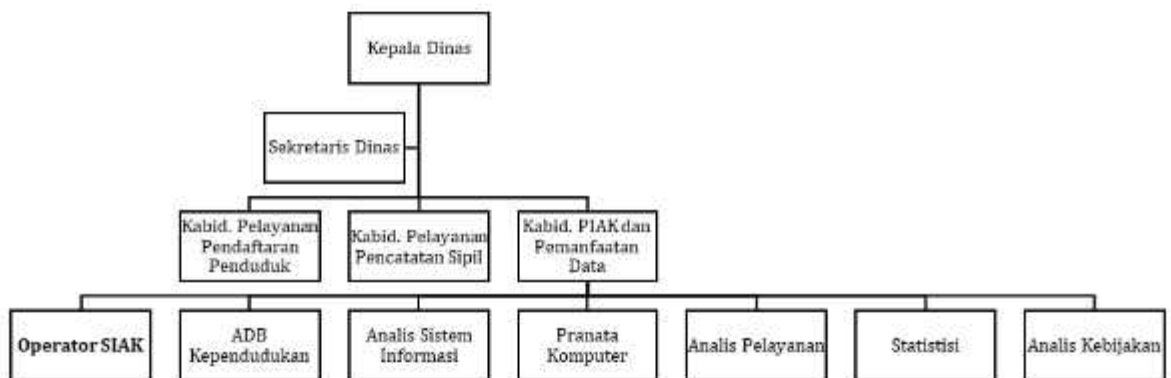 Kepala Dinas
Sekretaris Dinas
Kabid. Pelayanan
Pendaftaran
Penduduk
Kabid. Pelayanan
Pencatatan Sipil
Kabid. PIAK dan
Pemanfaatan
Data
Operator SIAK
ADB
Kependudukan
Analis Sistem
Informasi
Pranata
Komputer
Analis Pelayanan
Statistisi
Analis Kebijakan